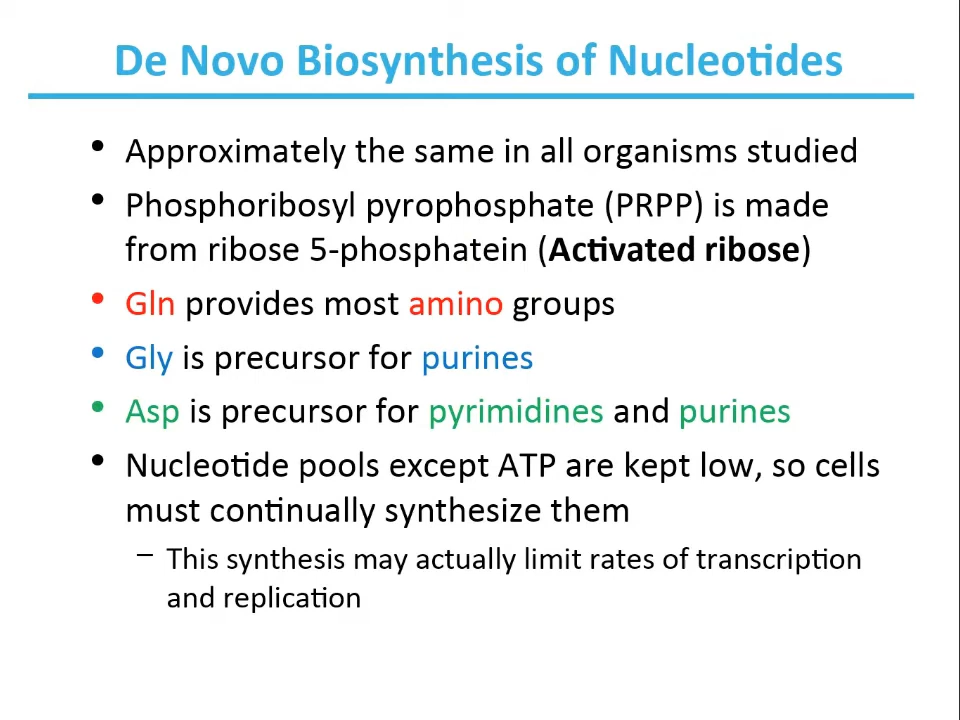 De Novo Biosynthesis of Nucleotides
• Approximately the same in all organisms studied
• Phosphoribosyl pyrophosphate (PRPP) is made
from ribose 5-phosphatein (Activated ribose)
• Gln provides most amino groups
• Gly is precursor for purines
• Asp is precursor for pyrimidines and purines
• Nucleotide pools except ATP are kept low, so cells
must continually synthesize them
– This synthesis may actually limit rates of transcription
and replication